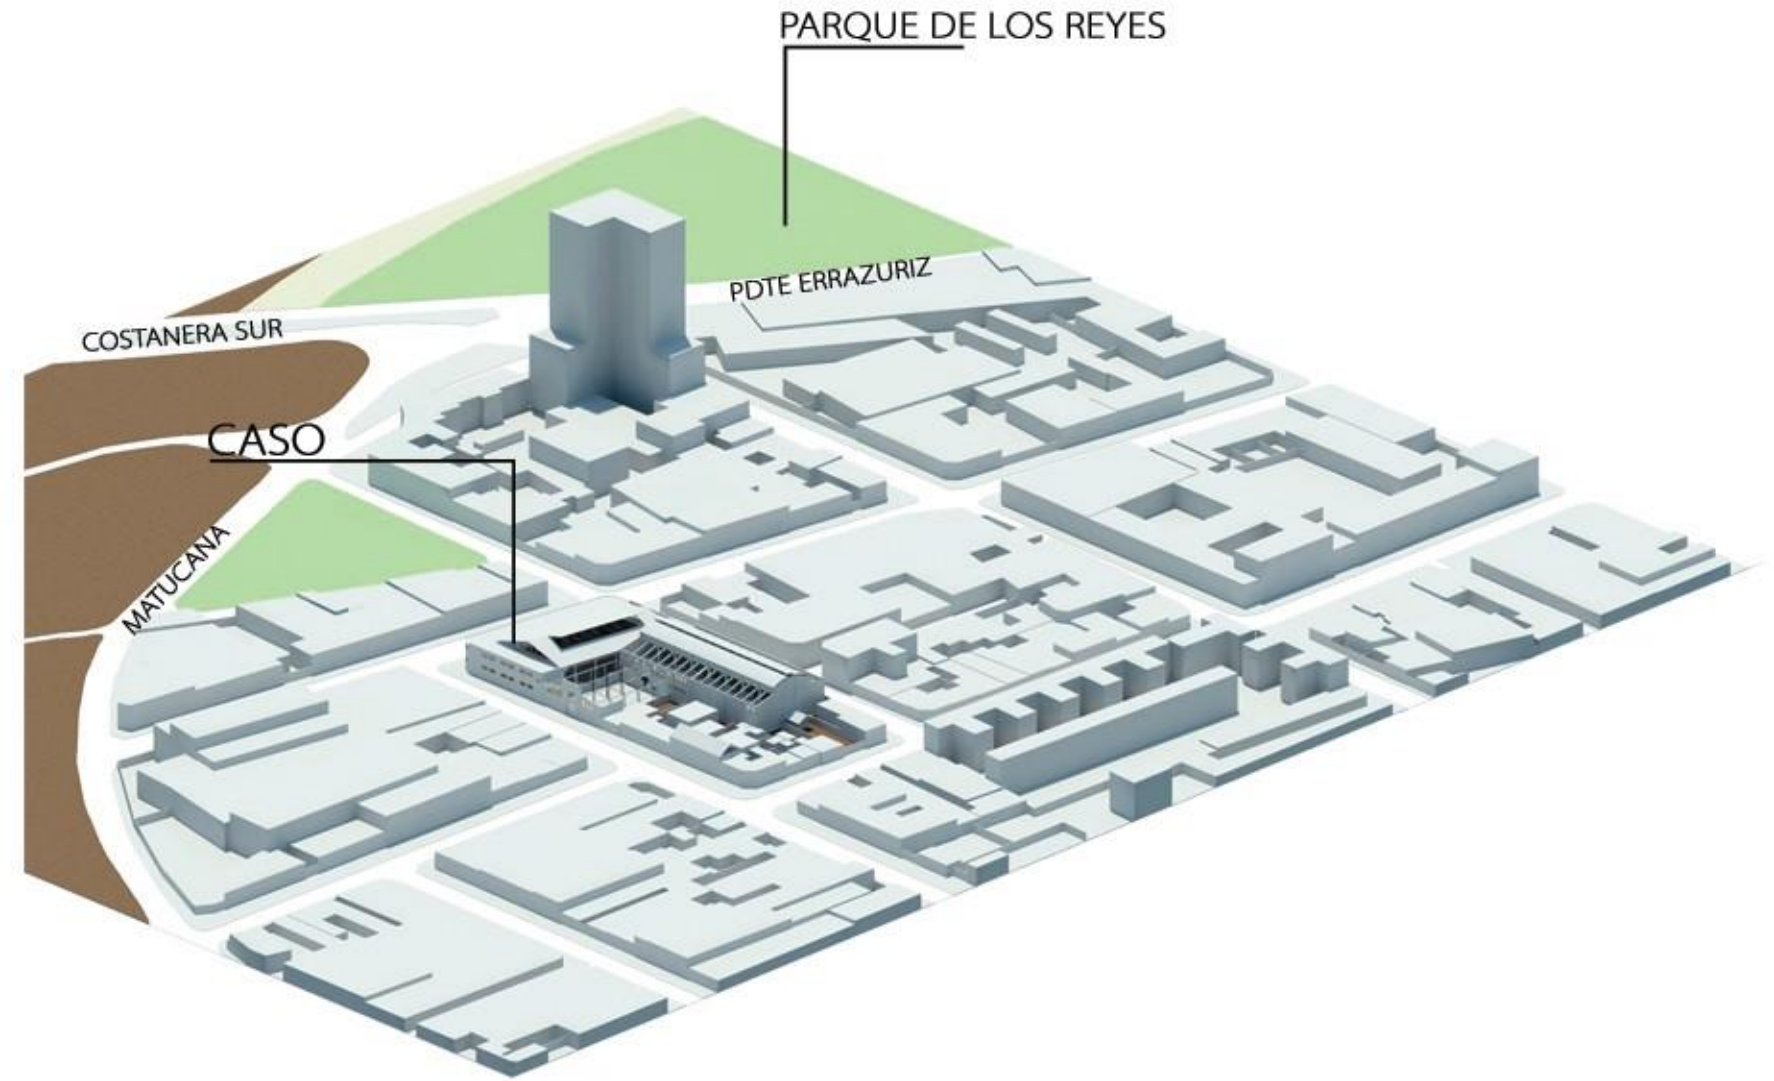 PARQUE DE LOS REYES
PDTE ERRAZURIZ
COSTANERA SUR
CASO
MATUCANA